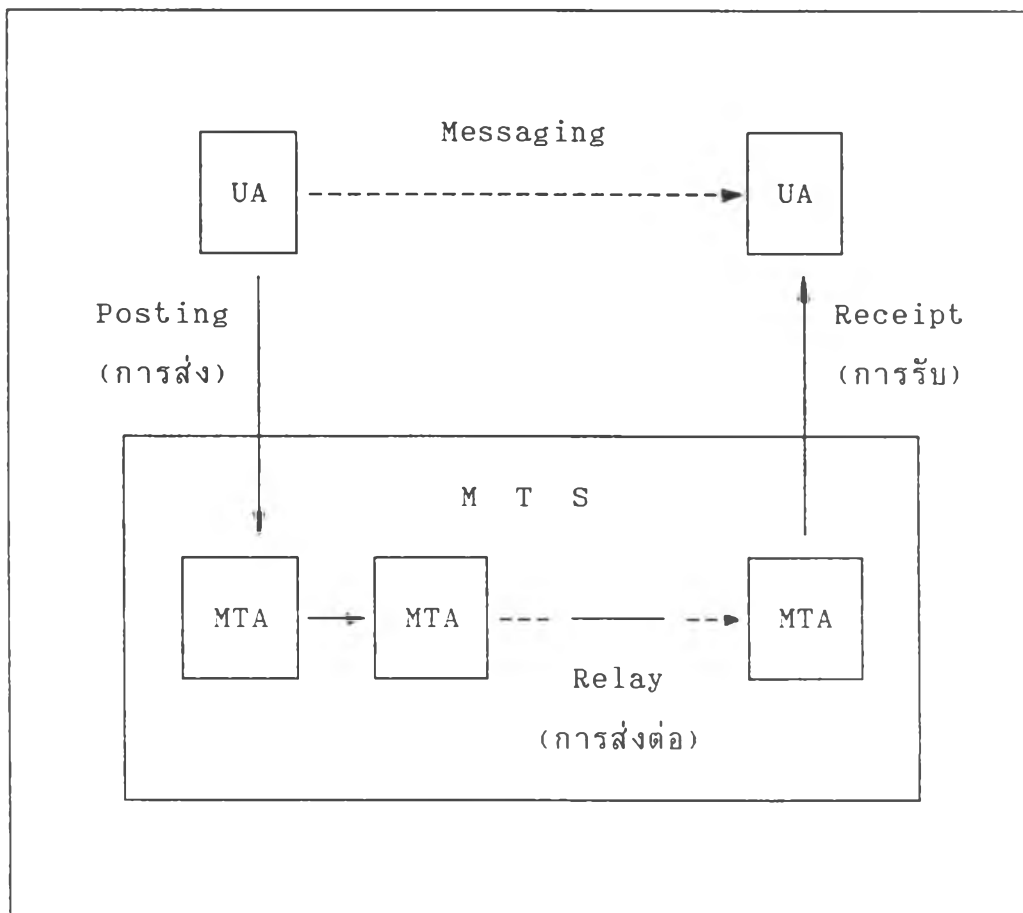 Messaging
UA
UA
Posting
(การส่ง)
Receipt
(การรับ)
M T S
MTA
MTA
MTA
Relay
(การส่งต่อ)